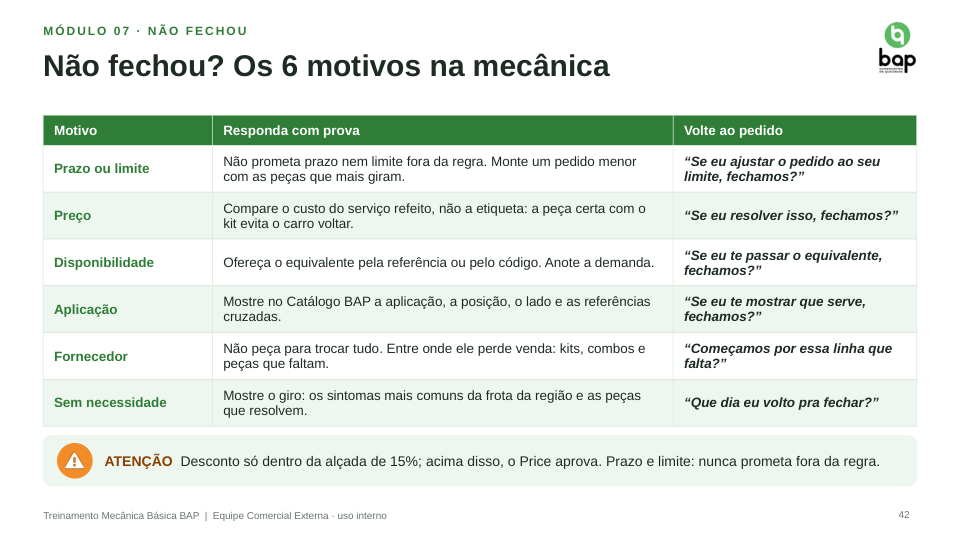 MÓDULO 07 · NÃO FECHOU
Não fechou? Os 6 motivos na mecânica
bap
Motivo
Responda com prova
Volte ao pedido
Prazo ou limite
Não prometa prazo nem limite fora da regra. Monte um pedido menor
com as peças que mais giram.
“Se eu ajustar o pedido ao seu
limite, fechamos?”
Preço
Compare o custo do serviço refeito, não a etiqueta: a peça certa com o
kit evita o carro voltar.
“Se eu resolver isso, fechamos?”
Disponibilidade
Ofereça o equivalente pela referência ou pelo código. Anote a demanda.
“Se eu te passar o equivalente,
fechamos?”
Aplicação
Mostre no Catálogo BAP a aplicação, a posição, o lado e as referências
cruzadas.
“Se eu te mostrar que serve,
fechamos?”
Fornecedor
Não peça para trocar tudo. Entre onde ele perde venda: kits, combos e
peças que faltam.
“Começamos por essa linha que
falta?”
Sem necessidade
Mostre o giro: os sintomas mais comuns da frota da região e as peças
que resolvem.
“Que dia eu volto pra fechar?”
ATENÇÃO Desconto só dentro da alçada de 15%; acima disso, o Price aprova. Prazo e limite: nunca prometa fora da regra.
Treinamento Mecânica Básica BAP | Equipe Comercial Externa · uso interno
42